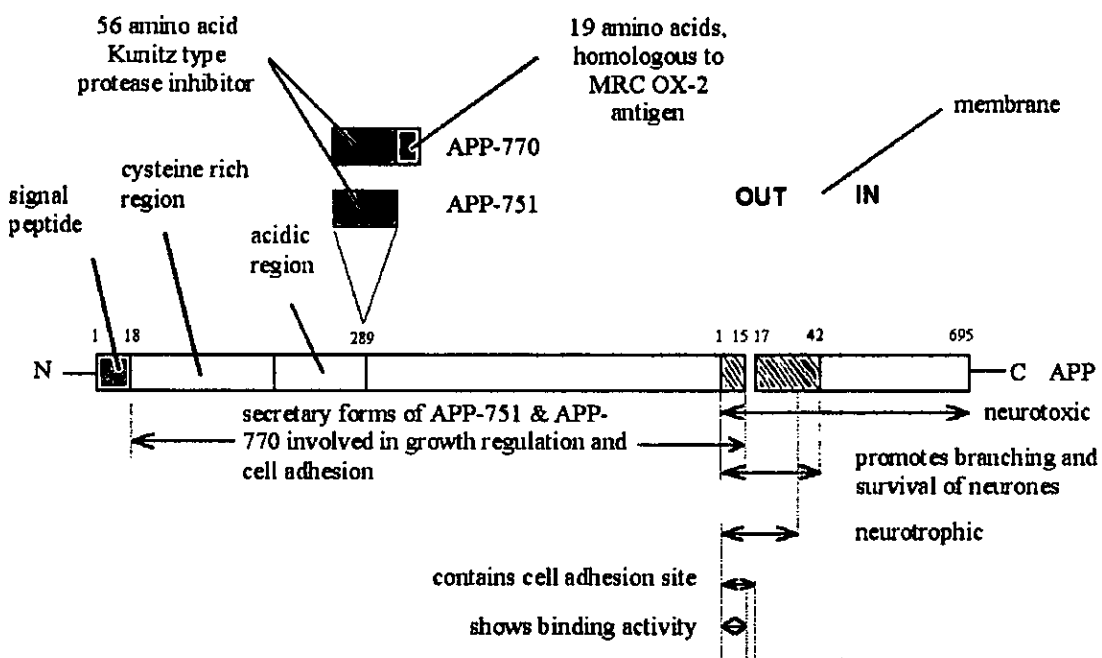 56 amino acid
Kunitz type
protease inhibitor
19 amino acids,
homologous to
MRC OX-2
antigen
membrane
APP-770
cysteine rich
region
signal
peptide
APP-751
OUT IN
acidic
region
1 18 289 1 15 17 42 695
N C APP
secretary forms of APP-751 & APP-
770 involved in growth regulation and
cell adhesion
neurotoxic
promotes branching and
survival of neurones
neurotrophic
contains cell adhesion site
shows binding activity